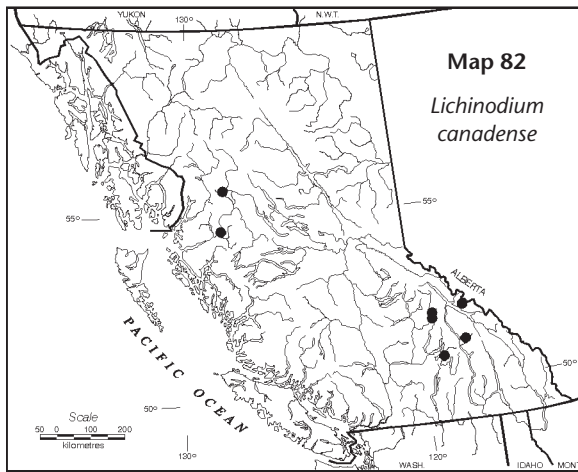 YUKON
130°
N.W.T.
Map 82
Lichinodium
canadense
55°
55°
ALBERTA
PACIFIC OCEAN
50°
50°
Scale
50 0 100 200
kilometres
130°
120°
WASH.
IDAHO
MONT